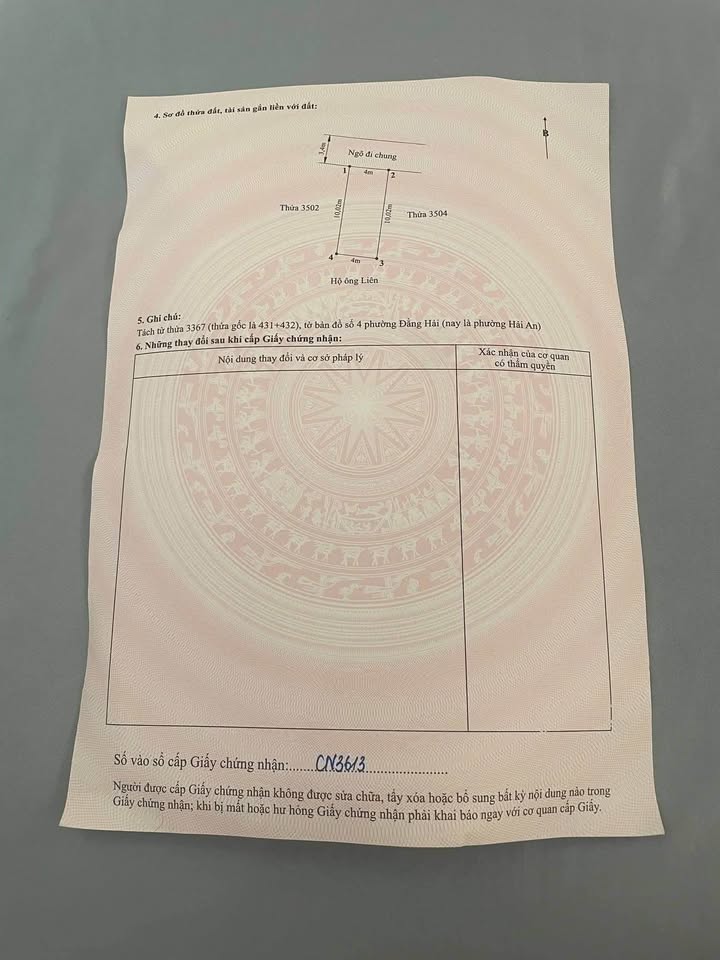 4. Sơ đồ thửa đất, tài sản gắn liền với đất:
B
3,4m
Ngõ đi chung
1
4m
2
Thửa 3502
10,02m
10,02m
Thửa 3504
4
4m
3
Hộ ông Liên
5. Ghi chú:
Tách từ thửa 3367 (thửa gốc là 431+432), tờ bản đồ số 4 phường Đằng Hải (nay là phường Hải An)
6. Những thay đổi sau khi cấp Giấy chứng nhận:
Nội dung thay đổi và cơ sở pháp lý
Xác nhận của cơ quan
có thẩm quyền
Số vào sổ cấp Giấy chứng nhận:......CN3613......................
Người được cấp Giấy chứng nhận không được sửa chữa, tẩy xóa hoặc bổ sung bất kỳ nội dung nào trong
Giấy chứng nhận; khi bị mất hoặc hư hỏng Giấy chứng nhận phải khai báo ngay với cơ quan cấp Giấy.